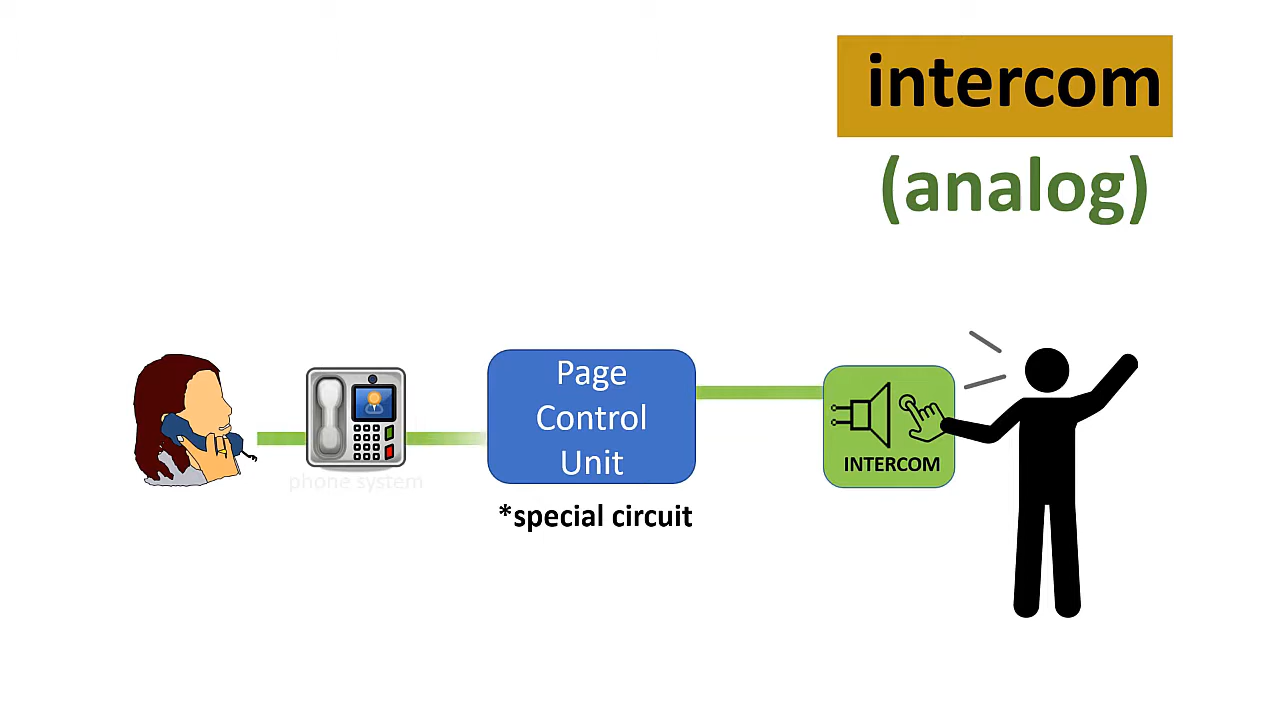 intercom
(analog)
Page
Control
Unit
INTERCOM
phone system
*special circuit